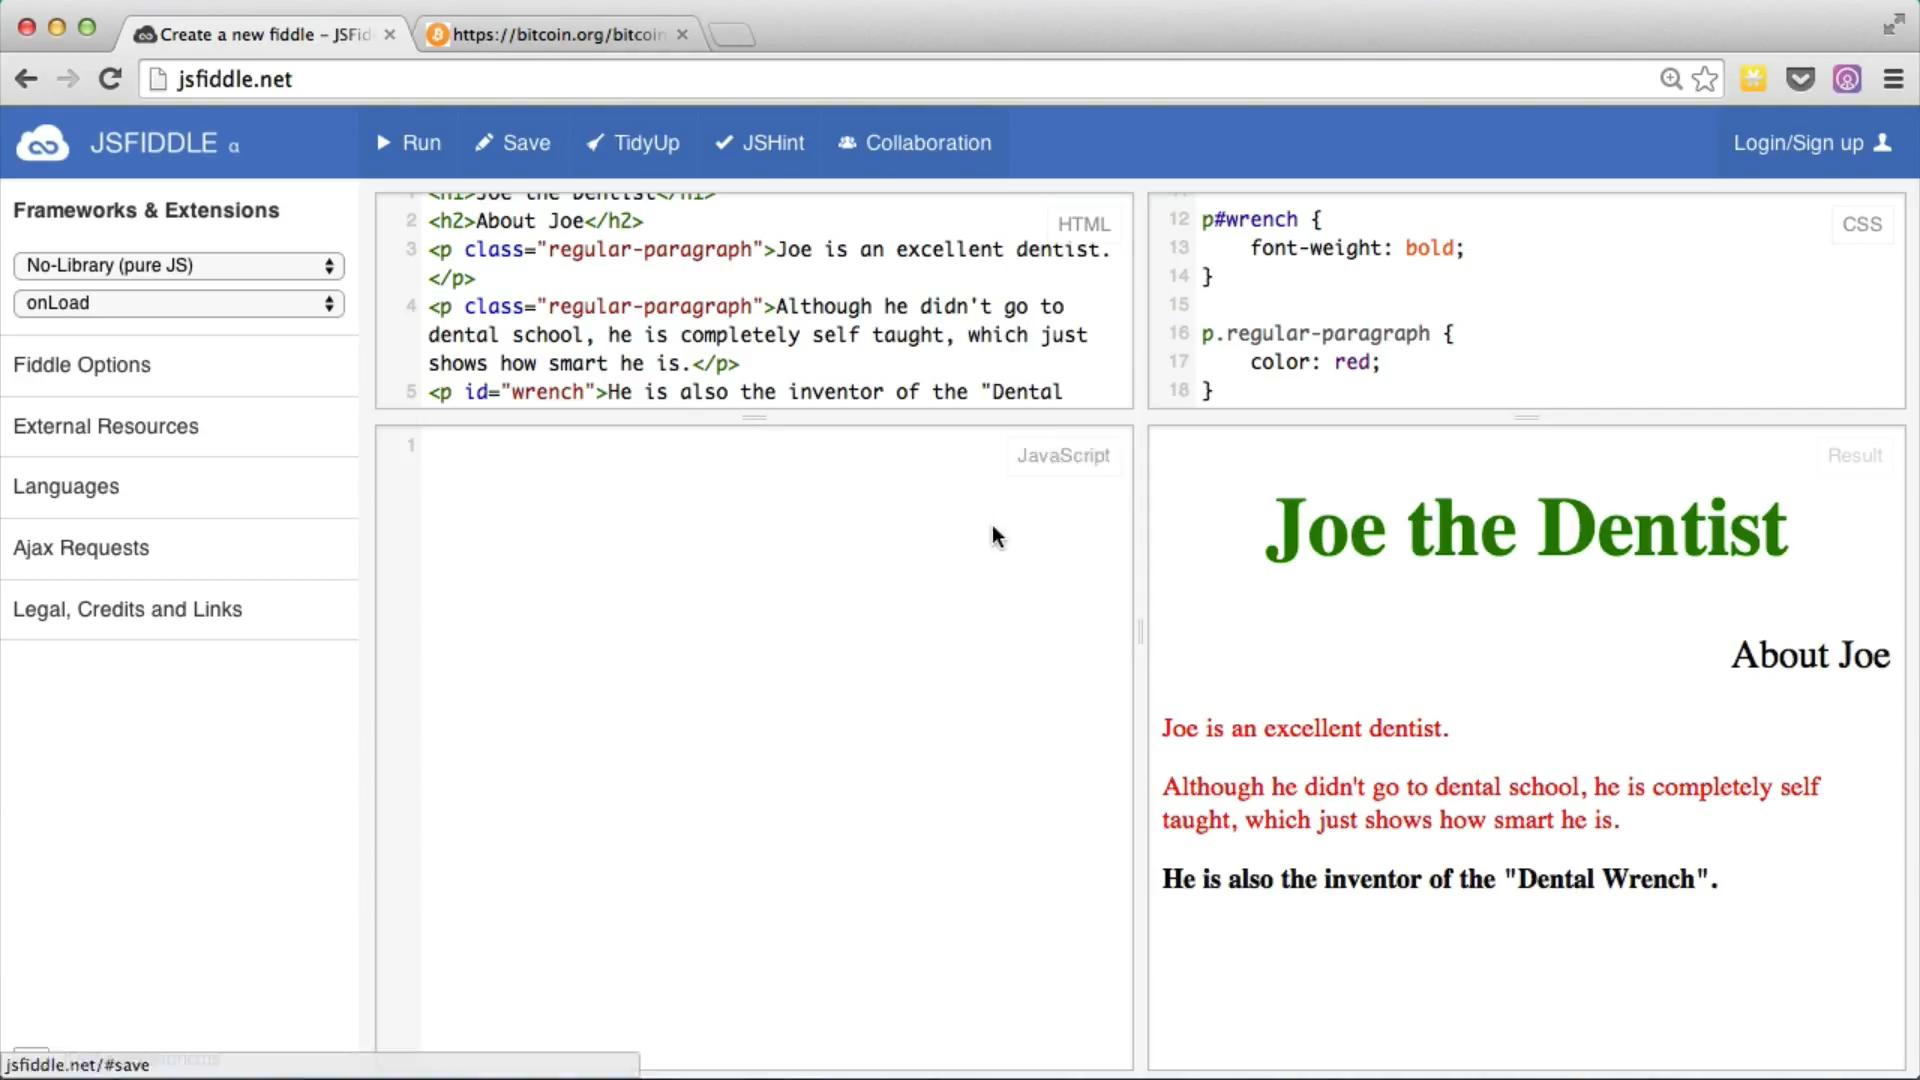 Create a new fiddle – JSFid
https://bitcoin.org/bitcoin
jsfiddle.net
JSFIDDLE α
Run
Save
TidyUp
JSHint
Collaboration
Login/Sign up
Frameworks & Extensions
No-Library (pure JS)
onLoad
Fiddle Options
External Resources
Languages
Ajax Requests
Legal, Credits and Links
HTML
1 <h1>Joe the Dentist</h1>
2 <h2>About Joe</h2>
3 <p class="regular-paragraph">Joe is an excellent dentist.
</p>
4 <p class="regular-paragraph">Although he didn't go to
dental school, he is completely self taught, which just
shows how smart he is.</p>
5 <p id="wrench">He is also the inventor of the "Dental
CSS
12 p#wrench {
13 font-weight: bold;
14 }
15
16 p.regular-paragraph {
17 color: red;
18 }
1
JavaScript
Result
Joe the Dentist
About Joe
Joe is an excellent dentist.
Although he didn't go to dental school, he is completely self
taught, which just shows how smart he is.
He is also the inventor of the "Dental Wrench".
jsfiddle.net/#save